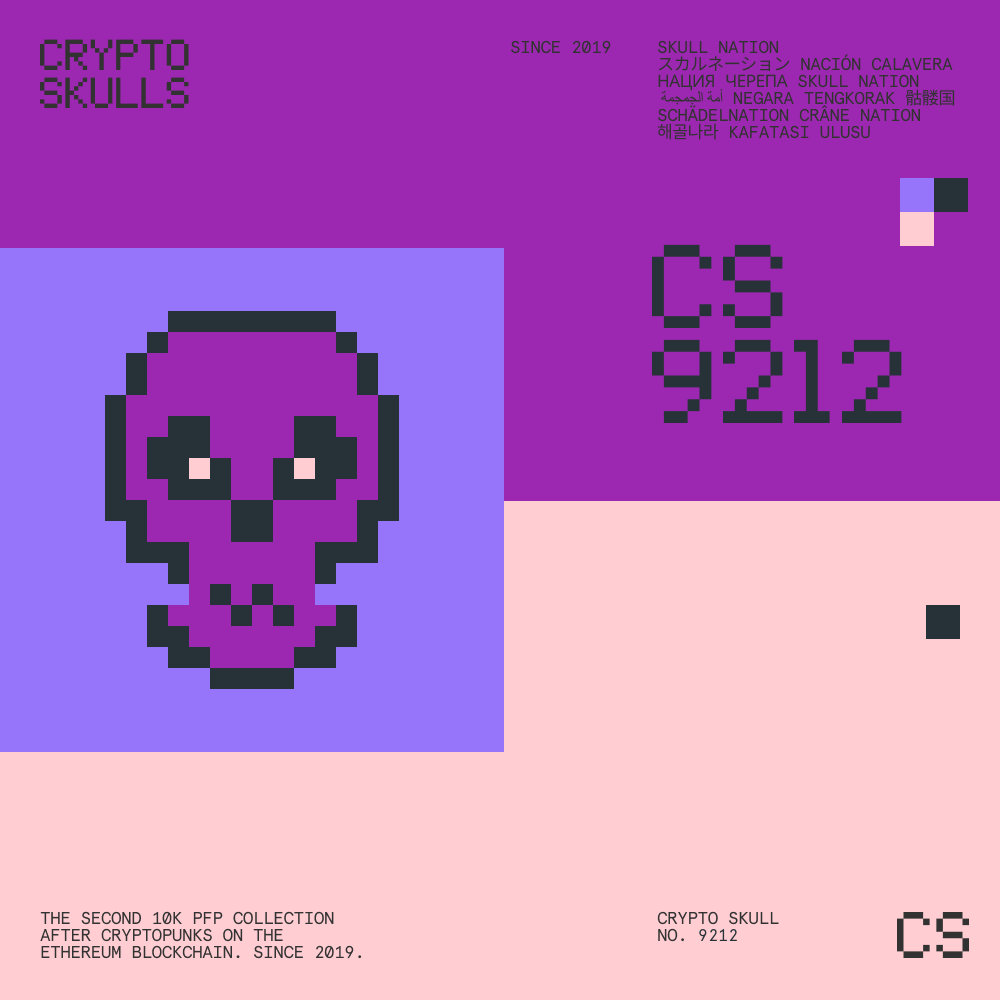 CRYPTO
SKULLS
SINCE 2019
SKULL NATION
スカルネーション NACIÓN CALAVERA
НАЦИЯ ЧЕРЕПА SKULL NATION
أمة الجمجمة NEGARA TENGKORAK 骷髏国
SCHÄDELNATION CRÂNE NATION
해골나라 KAFATASI ULUSU
CS
9212
THE SECOND 10K PFP COLLECTION
AFTER CRYPTOPUNKS ON THE
ETHEREUM BLOCKCHAIN. SINCE 2019.
CRYPTO SKULL
NO. 9212
CS